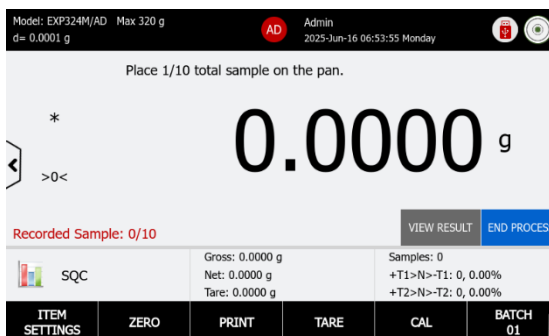 Model: EXP324M/AD Max 320 g
d= 0.0001 g
AD
Admin
2025-Jun-16 06:53:55 Monday
Place 1/10 total sample on the pan.
*
0.0000 g
>0<
Recorded Sample: 0/10
VIEW RESULT
END PROCES
SQC
Gross: 0.0000 g
Net: 0.0000 g
Tare: 0.0000 g
Samples: 0
+T1>N>-T1: 0, 0.00%
+T2>N>-T2: 0, 0.00%
ITEM
SETTINGS
ZERO
PRINT
TARE
CAL
BATCH
01